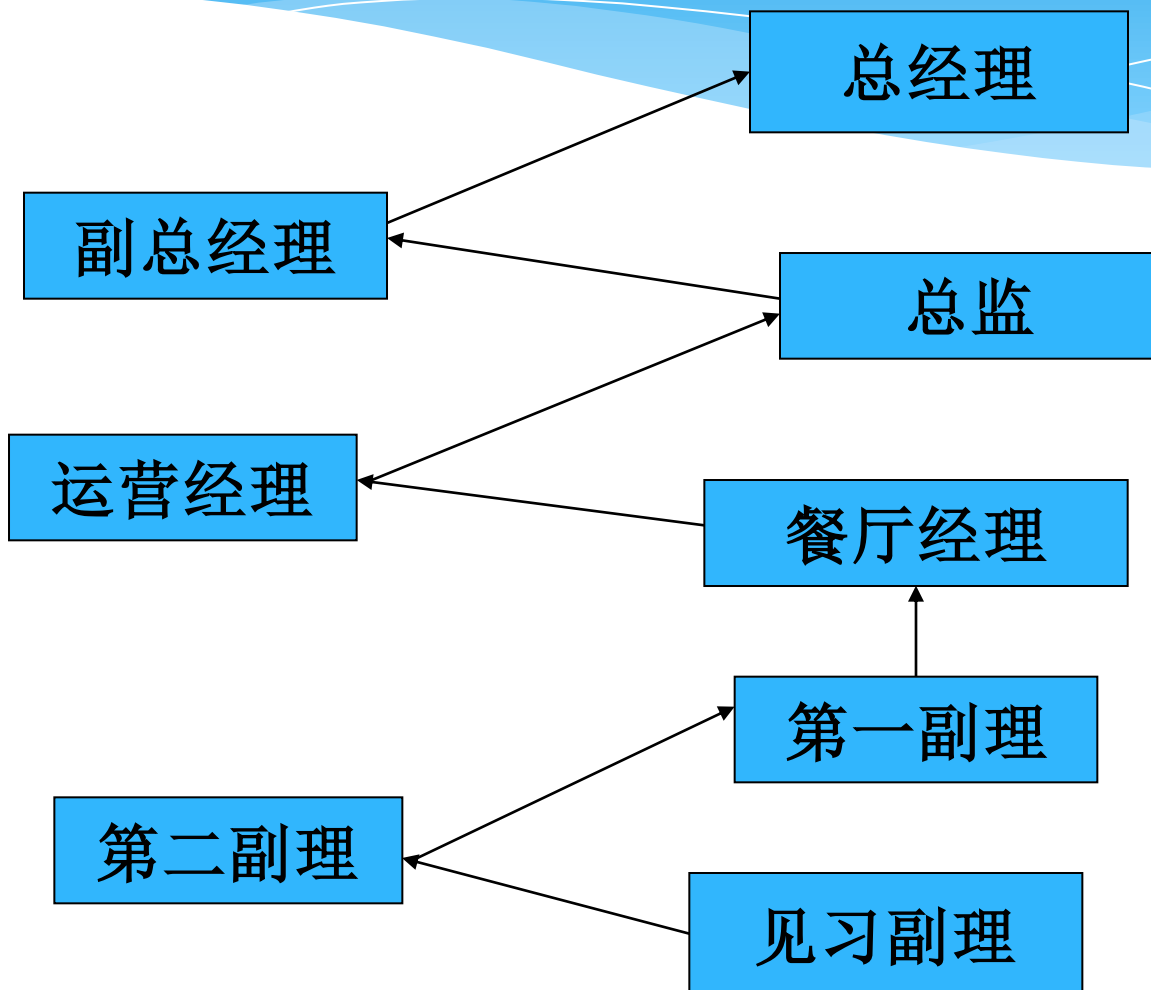 总经理
副总经理
总监
运营经理
餐厅经理
第一副理
第二副理
见习副理